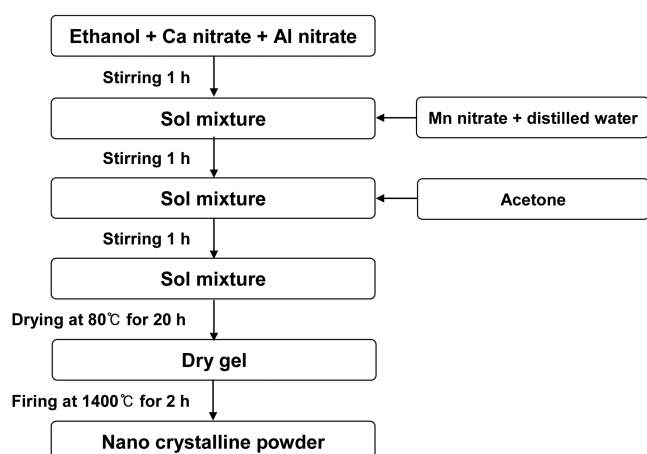 Ethanol + Ca nitrate + Al nitrate
Stirring 1 h
Sol mixture
Mn nitrate + distilled water
Stirring 1 h
Sol mixture
Acetone
Stirring 1 h
Sol mixture
Drying at 80℃ for 20 h
Dry gel
Firing at 1400℃ for 2 h
Nano crystalline powder